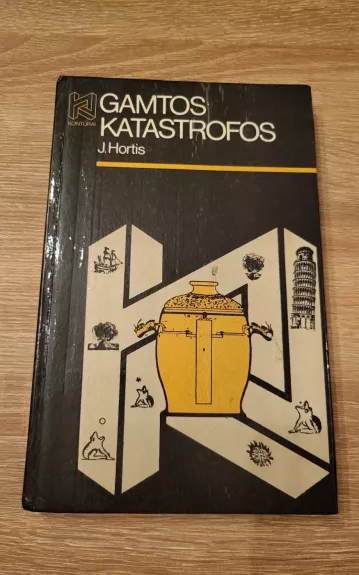 GAMTOS
KATASTROFOS
J. Hortis
KONTŪRAI